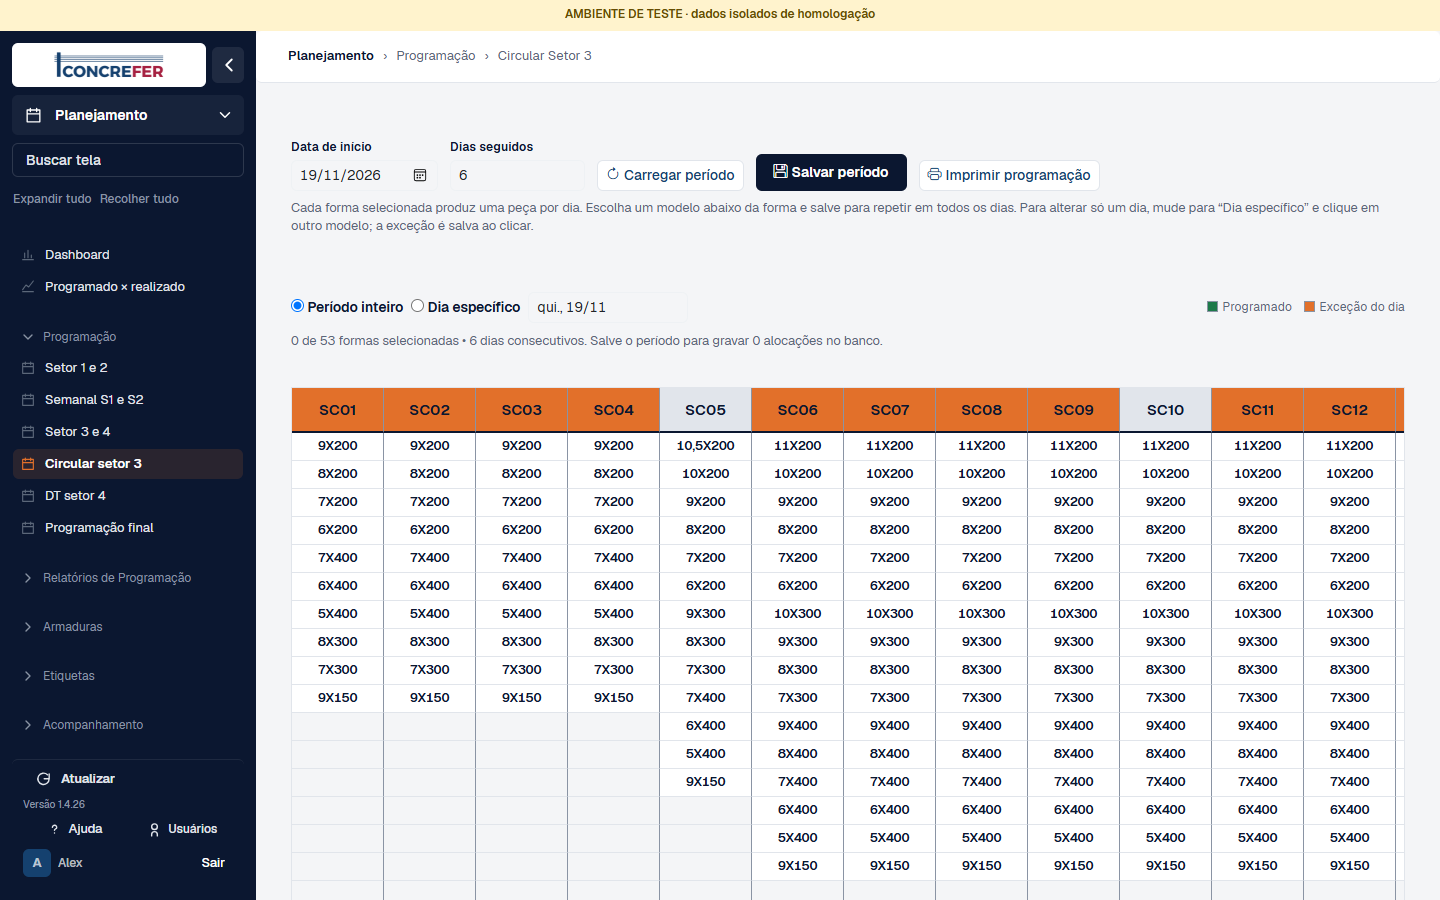 AMBIENTE DE TESTE · dados isolados de homologação
CONCREFER
Planejamento
Buscar tela
Expandir tudo Recolher tudo
Dashboard
Programado × realizado
Programação
Setor 1 e 2
Semanal S1 e S2
Setor 3 e 4
Circular setor 3
DT setor 4
Programação final
Relatórios de Programação
Armaduras
Etiquetas
Acompanhamento
Atualizar
Versão 1.4.26
? Ajuda Usuários
A Alex Sair
Planejamento › Programação › Circular Setor 3
Data de início Dias seguidos
19/11/2026 6 Carregar período Salvar período Imprimir programação
Cada forma selecionada produz uma peça por dia. Escolha um modelo abaixo da forma e salve para repetir em todos os dias. Para alterar só um dia, mude para “Dia específico” e clique em
outro modelo; a exceção é salva ao clicar.
Período inteiro Dia específico qui., 19/11 Programado Exceção do dia
0 de 53 formas selecionadas • 6 dias consecutivos. Salve o período para gravar 0 alocações no banco.
SC01 SC02 SC03 SC04 SC05 SC06 SC07 SC08 SC09 SC10 SC11 SC12
9X200 9X200 9X200 9X200 10,5X200 11X200 11X200 11X200 11X200 11X200 11X200 11X200
8X200 8X200 8X200 8X200 10X200 10X200 10X200 10X200 10X200 10X200 10X200 10X200
7X200 7X200 7X200 7X200 9X200 9X200 9X200 9X200 9X200 9X200 9X200 9X200
6X200 6X200 6X200 6X200 8X200 8X200 8X200 8X200 8X200 8X200 8X200 8X200
7X400 7X400 7X400 7X400 7X200 7X200 7X200 7X200 7X200 7X200 7X200 7X200
6X400 6X400 6X400 6X400 6X200 6X200 6X200 6X200 6X200 6X200 6X200 6X200
5X400 5X400 5X400 5X400 9X300 10X300 10X300 10X300 10X300 10X300 10X300 10X300
8X300 8X300 8X300 8X300 8X300 9X300 9X300 9X300 9X300 9X300 9X300 9X300
7X300 7X300 7X300 7X300 7X300 8X300 8X300 8X300 8X300 8X300 8X300 8X300
9X150 9X150 9X150 9X150 7X400 7X300 7X300 7X300 7X300 7X300 7X300 7X300
6X400 9X400 9X400 9X400 9X400 9X400 9X400 9X400
5X400 8X400 8X400 8X400 8X400 8X400 8X400 8X400
9X150 7X400 7X400 7X400 7X400 7X400 7X400 7X400
6X400 6X400 6X400 6X400 6X400 6X400 6X400
5X400 5X400 5X400 5X400 5X400 5X400 5X400
9X150 9X150 9X150 9X150 9X150 9X150 9X150